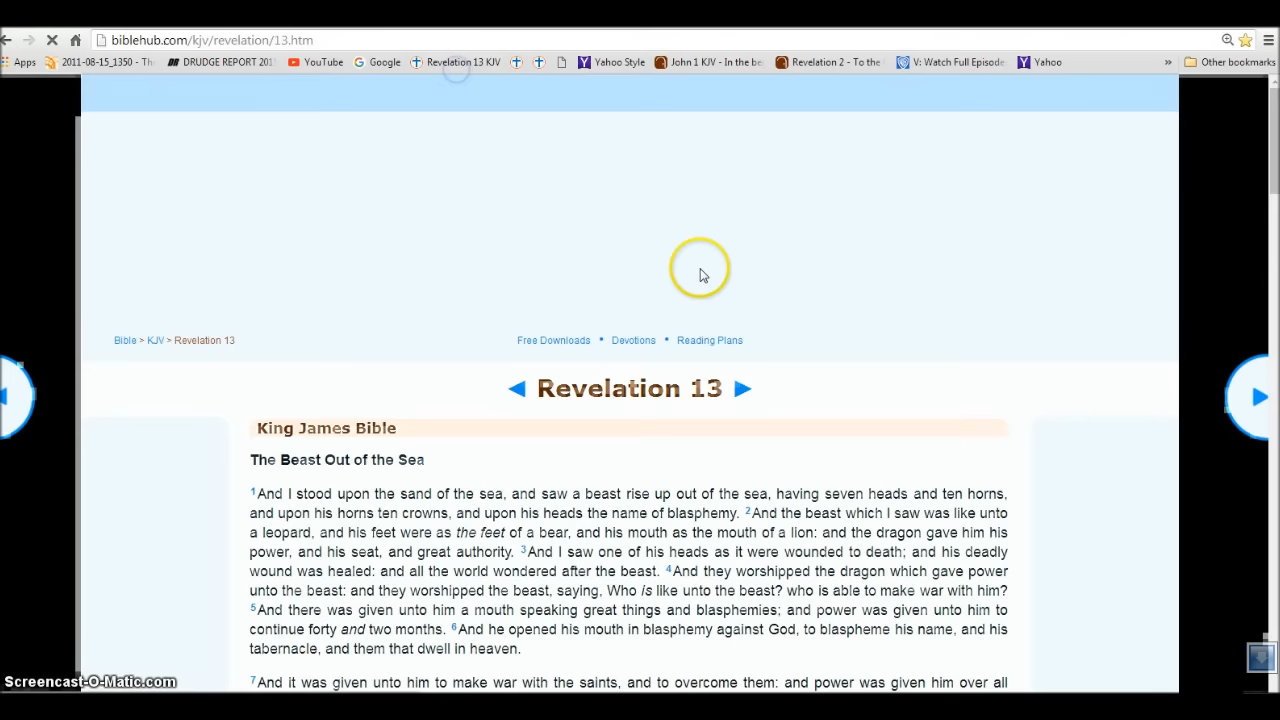 biblehub.com/kjv/revelation/13.htm
Apps 2011-08-15_1350 - Th DRUDGE REPORT 201 YouTube Google Revelation 13 KJV Yahoo Style John 1 KJV - In the be Revelation 2 - To the V: Watch Full Episode Yahoo » Other bookmarks
Bible > KJV > Revelation 13 Free Downloads • Devotions • Reading Plans
Revelation 13
King James Bible
The Beast Out of the Sea
1And I stood upon the sand of the sea, and saw a beast rise up out of the sea, having seven heads and ten horns,
and upon his horns ten crowns, and upon his heads the name of blasphemy. 2And the beast which I saw was like unto
a leopard, and his feet were as the feet of a bear, and his mouth as the mouth of a lion: and the dragon gave him his
power, and his seat, and great authority. 3And I saw one of his heads as it were wounded to death; and his deadly
wound was healed: and all the world wondered after the beast. 4And they worshipped the dragon which gave power
unto the beast: and they worshipped the beast, saying, Who is like unto the beast? who is able to make war with him?
5And there was given unto him a mouth speaking great things and blasphemies; and power was given unto him to
continue forty and two months. 6And he opened his mouth in blasphemy against God, to blaspheme his name, and his
tabernacle, and them that dwell in heaven.
7And it was given unto him to make war with the saints, and to overcome them: and power was given him over all
Screencast-O-Matic.com